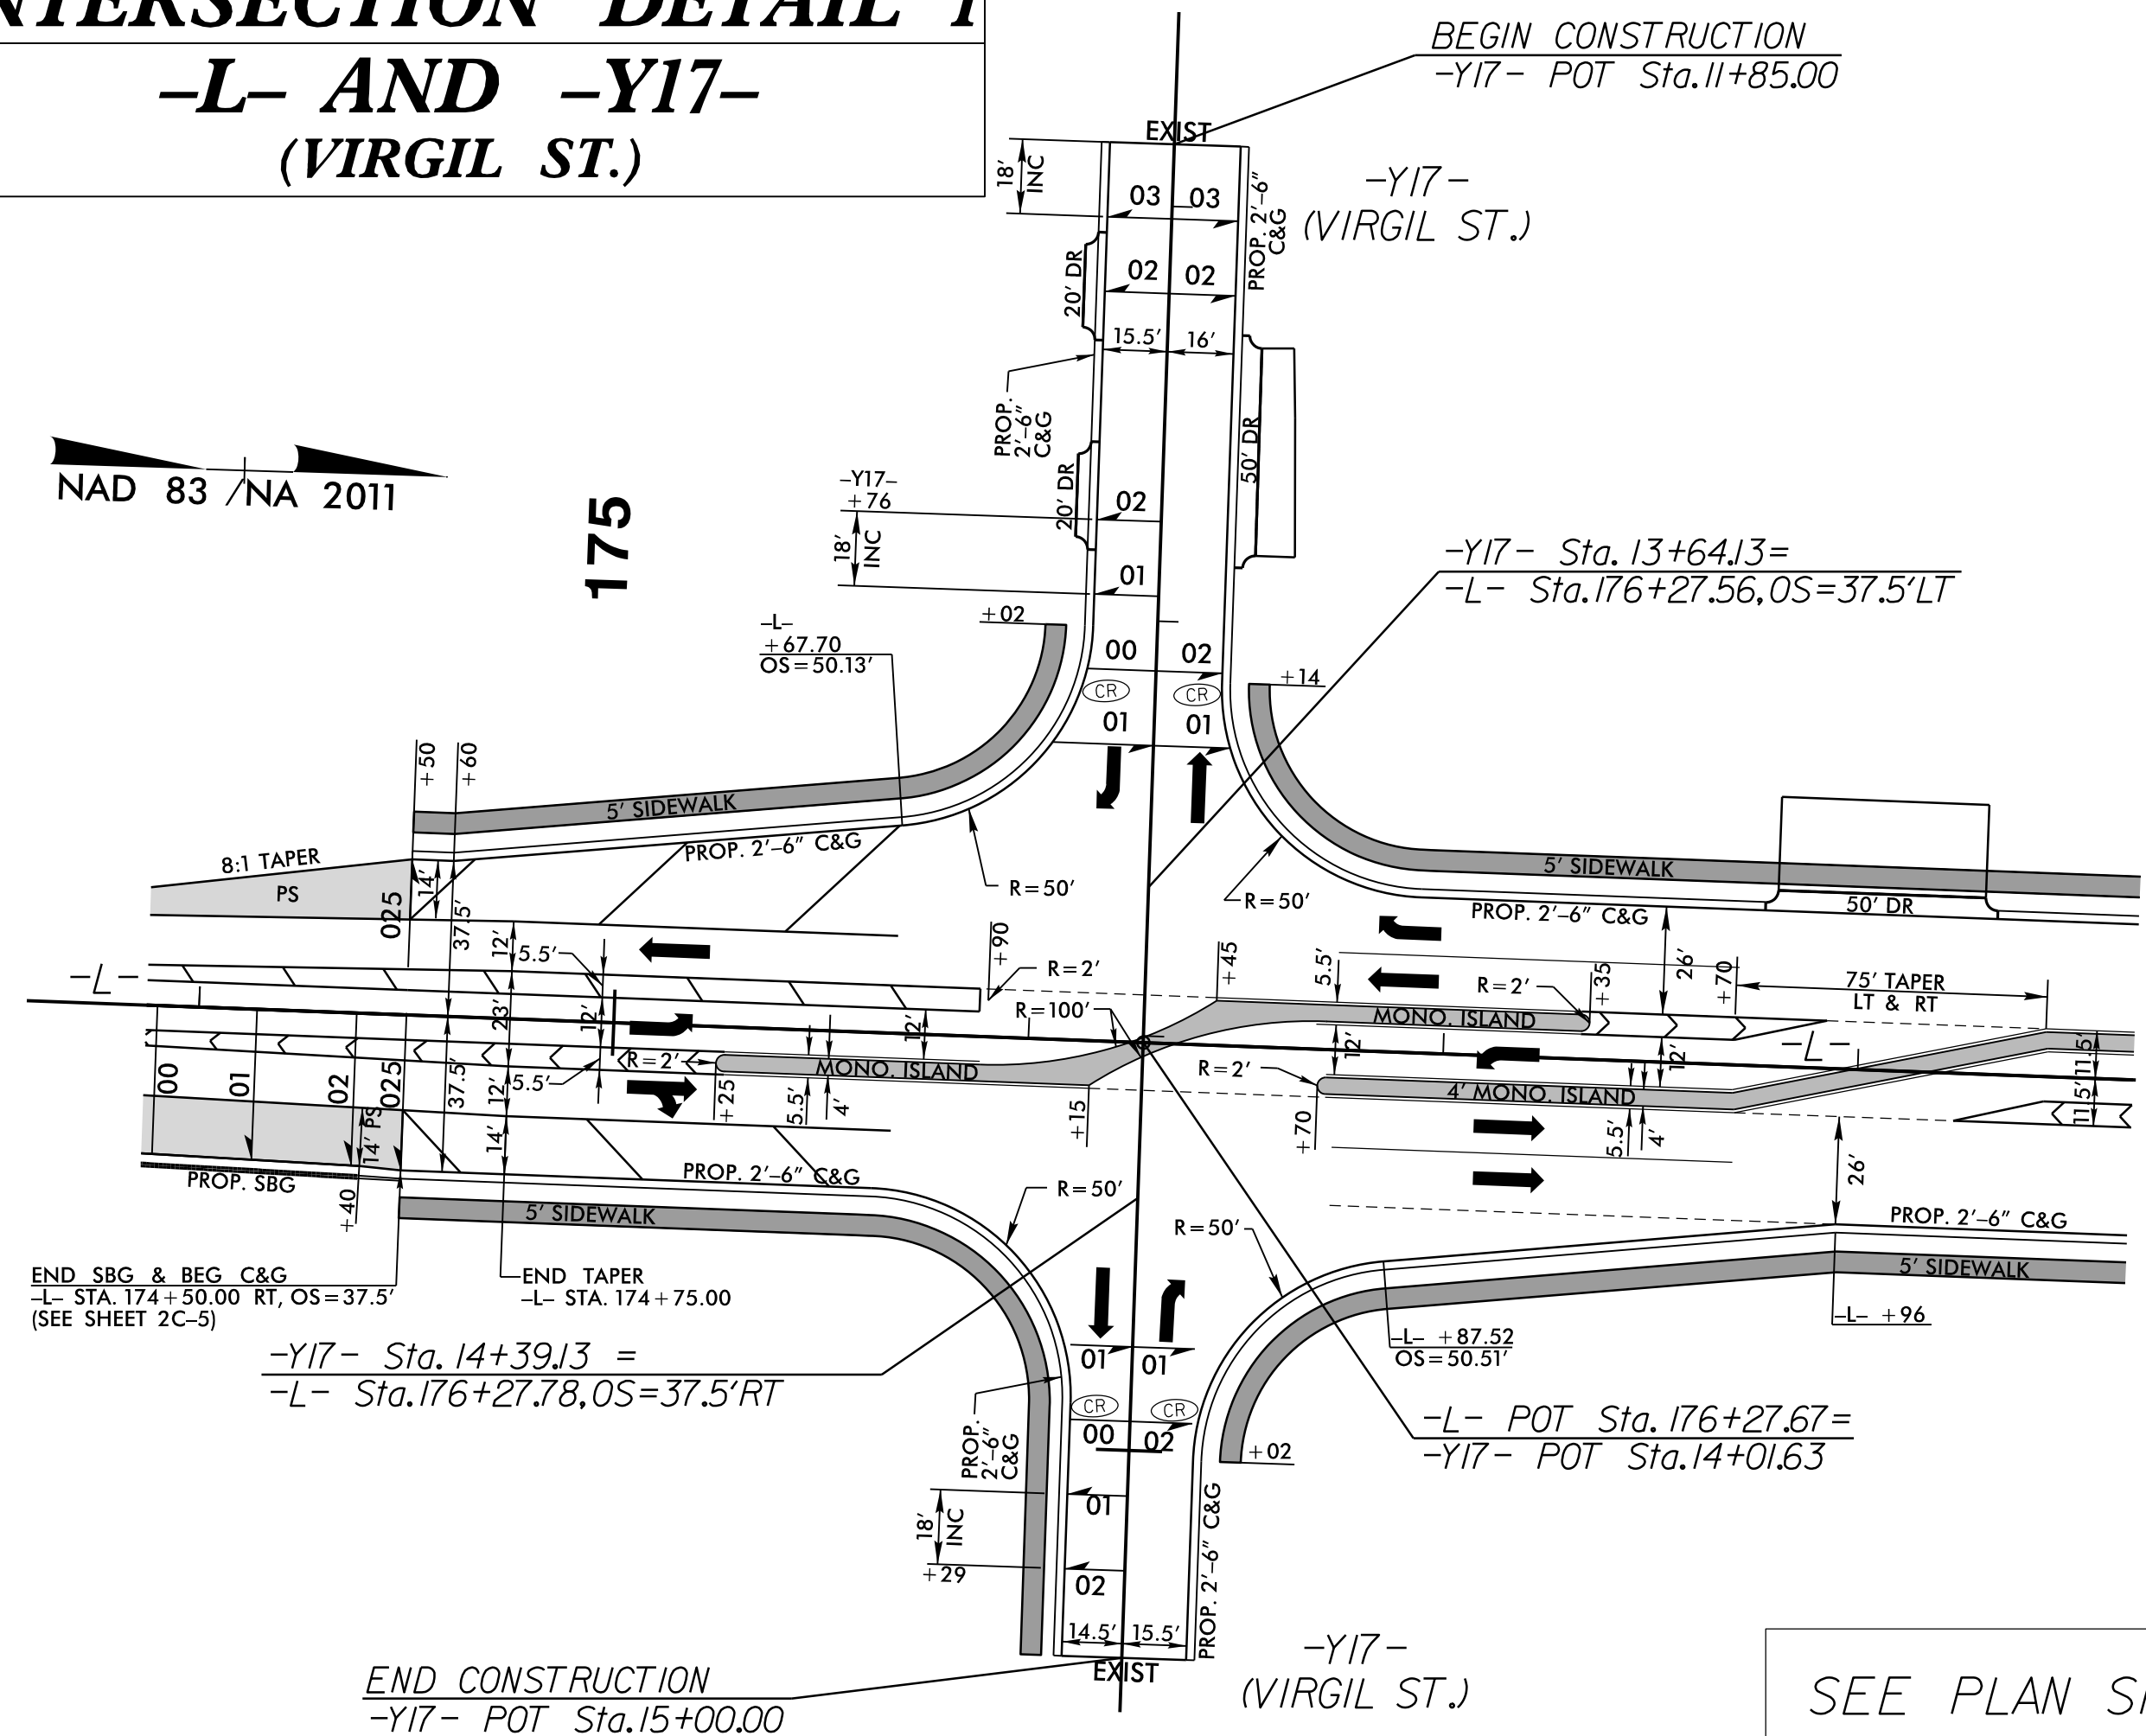 –L– AND –Y17–
(VIRGIL ST.)
BEGIN CONSTRUCTION
-Y17- POT Sta. 11+85.00
EXIST
18'
INC
03
03
PROP. 2'–6"
C&G
-Y17-
(VIRGIL ST.)
20' DR
02
02
15.5'
16'
PROP.
2'–6"
C&G
50' DR
NAD 83 /NA 2011
175
–Y17–
+76
20' DR
02
18'
INC
01
-Y17- Sta. 13+64.13=
-L- Sta. 176+27.56, OS=37.5'LT
–L–
+67.70
OS=50.13'
+02
00
02
CR
CR
+14
01
01
+50
+60
5' SIDEWALK
PROP. 2'–6" C&G
8:1 TAPER
PS
025
14'
37.5'
R=50'
R=50'
5' SIDEWALK
PROP. 2'–6" C&G
50' DR
-L-
12'
5.5'
23'
12'
+90
R=2'
R=100'
12'
+45
5.5'
R=2'
+35
26'
+70
75' TAPER
LT & RT
MONO. ISLAND
-L-
11.5'
11.5'
00
01
02
025
37.5'
12'
5.5'
R=2'
+25
MONO. ISLAND
5.5'
4'
+15
R=2'
12'
+70
4' MONO. ISLAND
12'
5.5'
4'
26'
14' PS
14'
PROP. SBG
+40
PROP. 2'–6" C&G
5' SIDEWALK
R=50'
R=50'
PROP. 2'–6" C&G
5' SIDEWALK
END SBG & BEG C&G
–L– STA. 174+50.00 RT, OS=37.5'
(SEE SHEET 2C–5)
END TAPER
–L– STA. 174+75.00
–L– +96
–L– +87.52
OS=50.51'
-Y17- Sta. 14+39.13 =
-L- Sta. 176+27.78, OS=37.5'RT
01
01
CR
CR
00
02
PROP.
2'–6"
C&G
+02
-L- POT Sta. 176+27.67=
-Y17- POT Sta. 14+01.63
18'
INC
+29
01
02
PROP. 2'–6" C&G
14.5'
15.5'
EXIST
-Y17-
(VIRGIL ST.)
END CONSTRUCTION
-Y17- POT Sta. 15+00.00
SEE PLAN